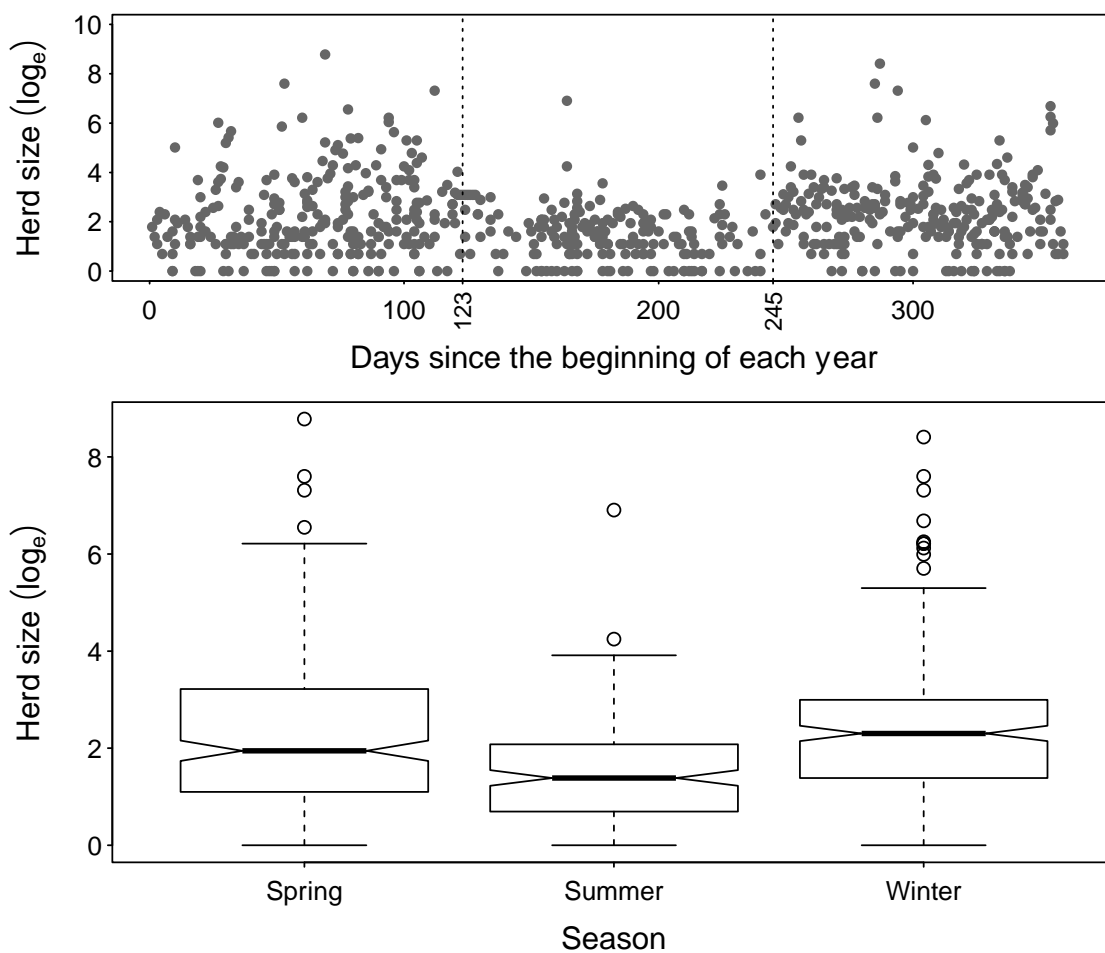 Herd size (logₑ)
10
8
6
4
2
0
0
100
123
200
245
300
Days since the beginning of each year
Herd size (logₑ)
8
6
4
2
0
Spring
Summer
Winter
Season